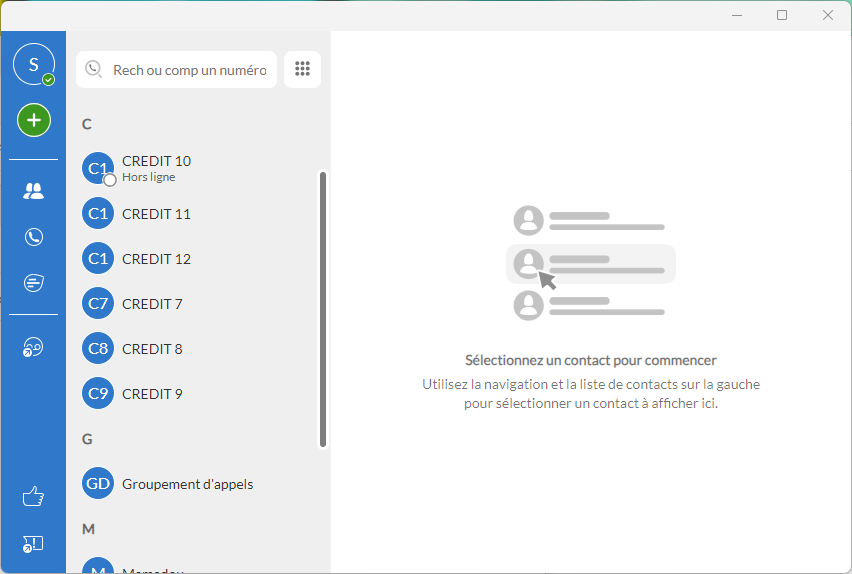 S
Rech ou comp un numéro
C
C1
CREDIT 10
Hors ligne
C1
CREDIT 11
C1
CREDIT 12
C7
CREDIT 7
C8
CREDIT 8
C9
CREDIT 9
G
GD
Groupement d'appels
M
M
Mamadou
Sélectionnez un contact pour commencer
Utilisez la navigation et la liste de contacts sur la gauche
pour sélectionner un contact à afficher ici.